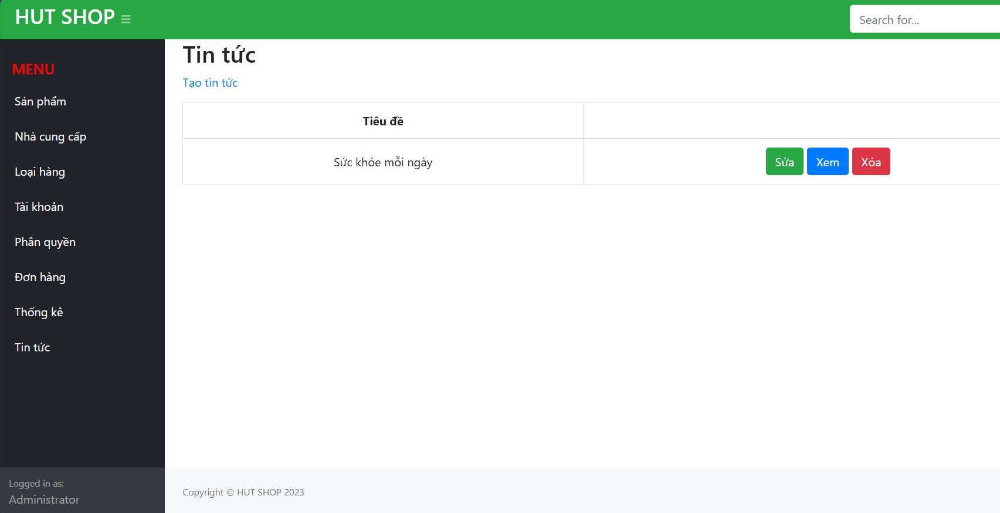 HUT SHOP
Search for...
MENU
Sản phẩm
Nhà cung cấp
Loại hàng
Tài khoản
Phân quyền
Đơn hàng
Thống kê
Tin tức
Logged in as:
Administrator
Tin tức
Tạo tin tức
Tiêu đề
Sức khỏe mỗi ngày
Sửa Xem Xóa
Copyright © HUT SHOP 2023